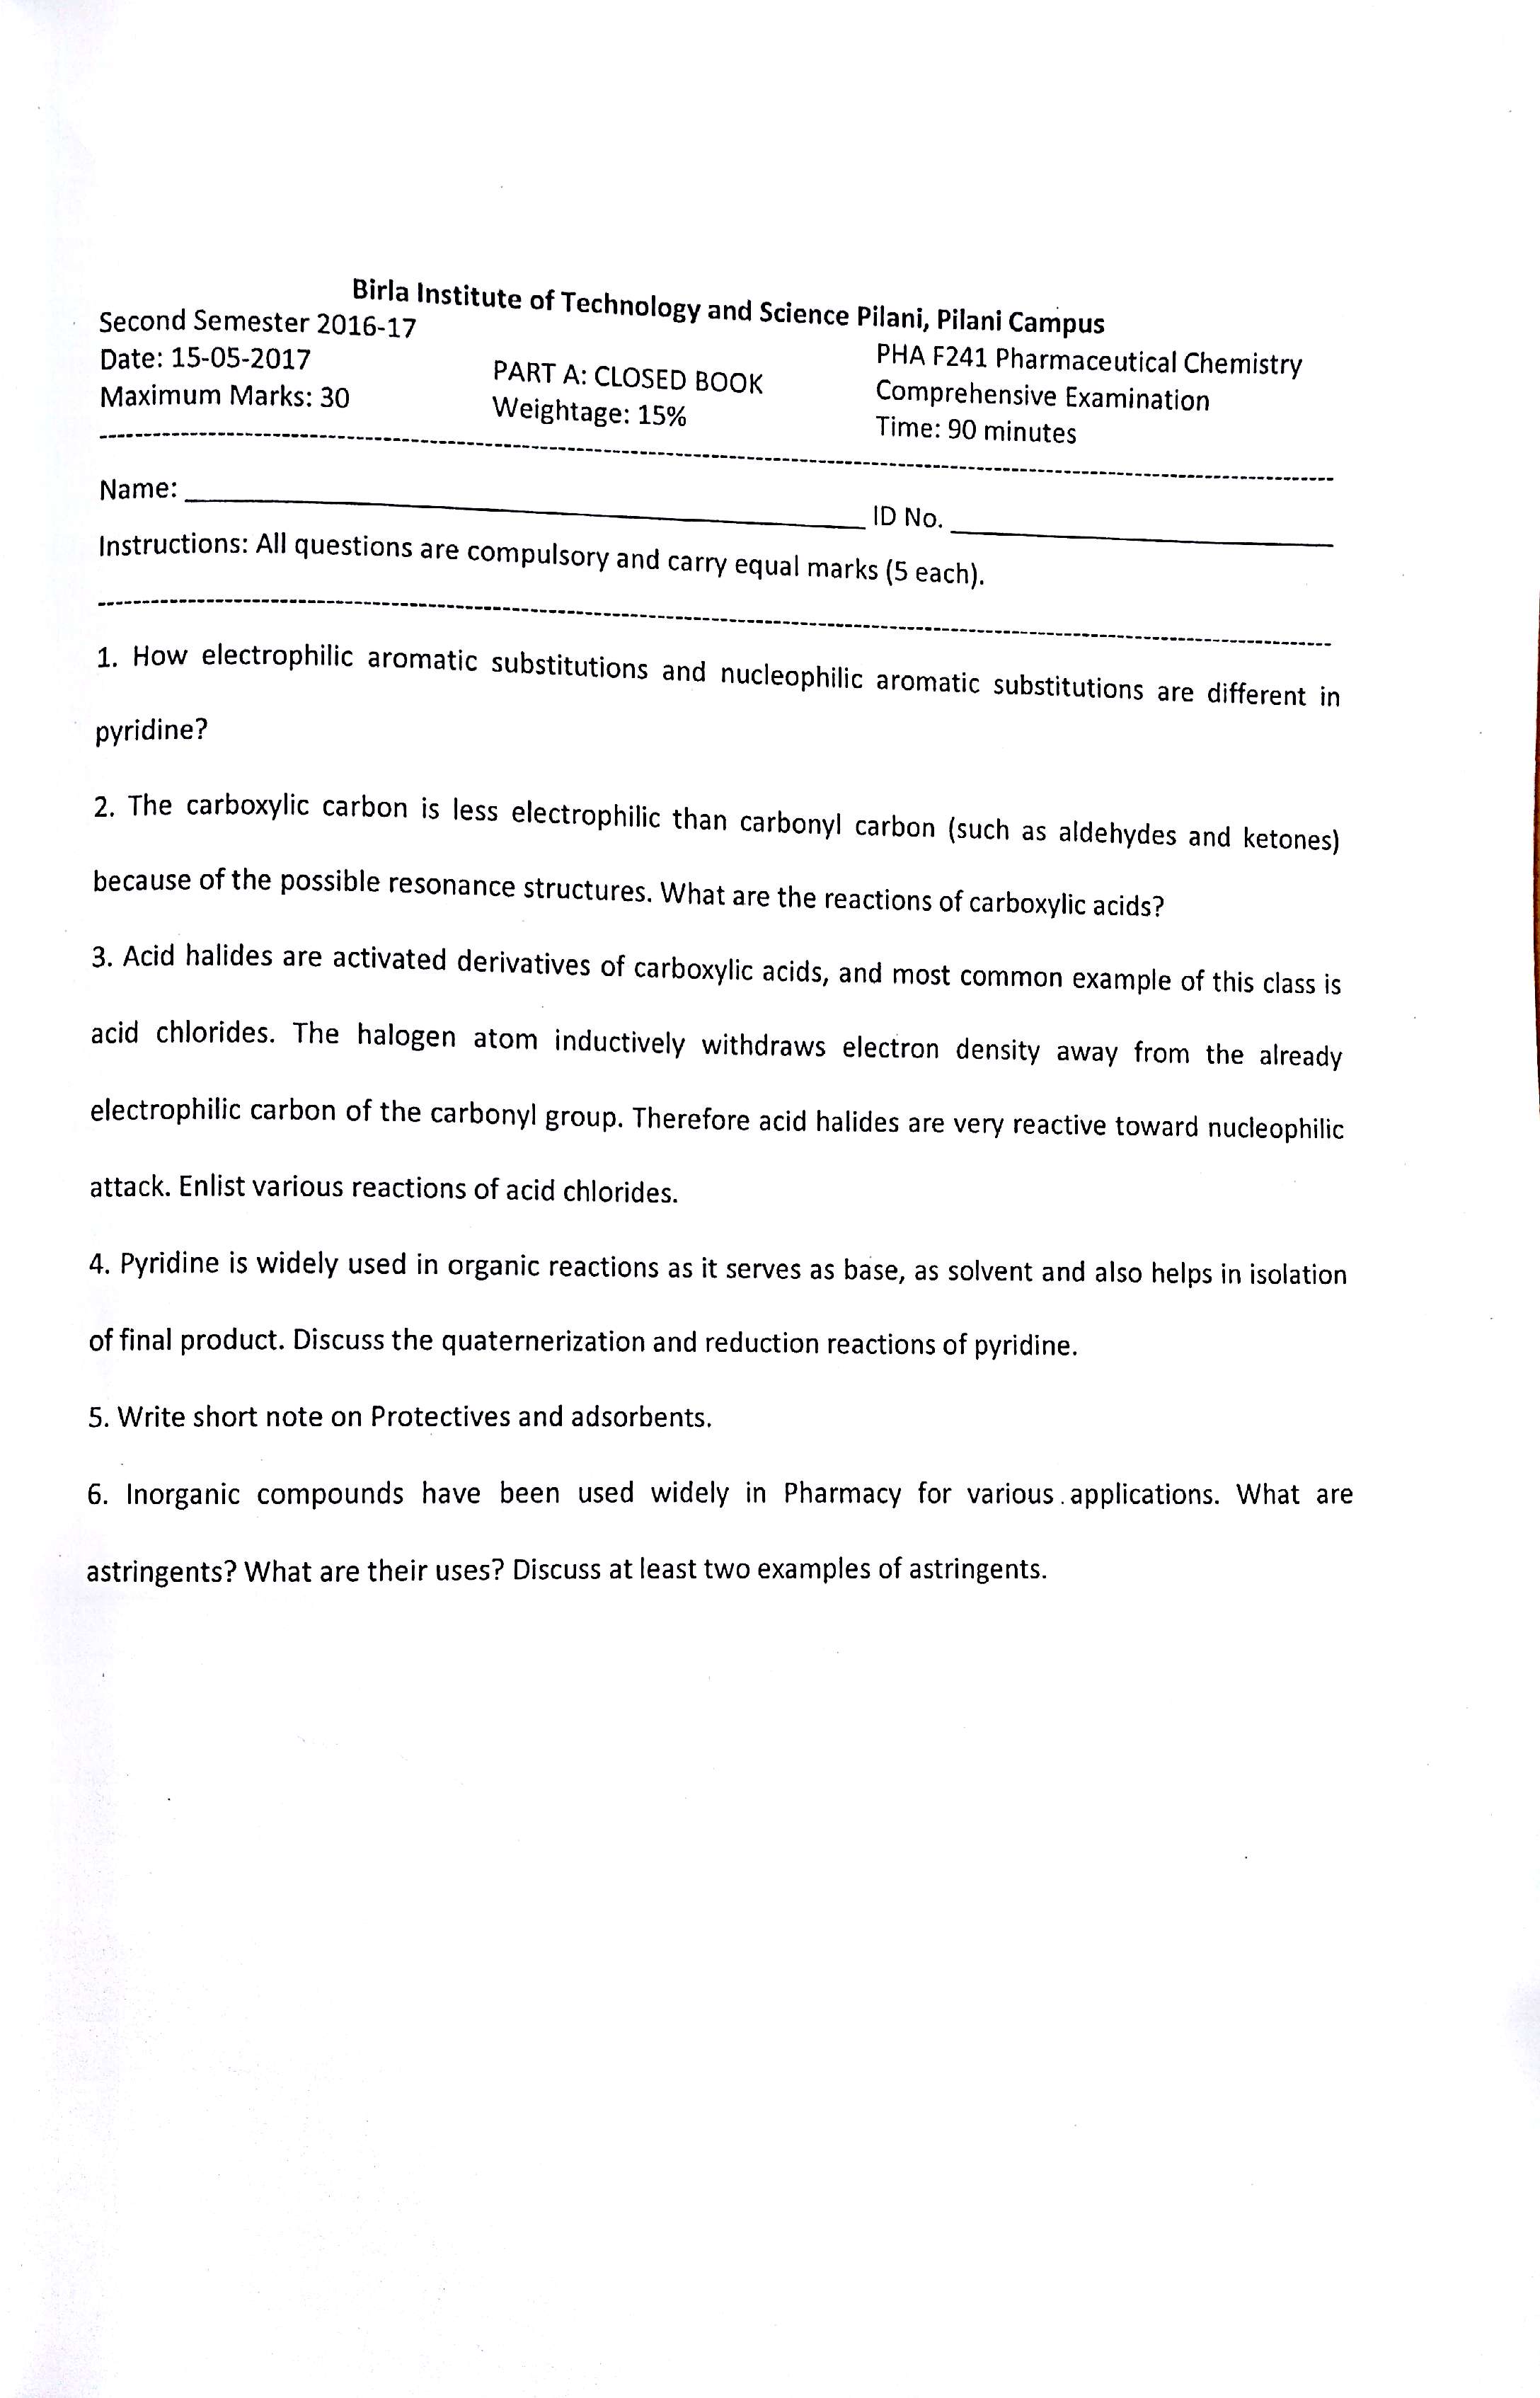 Birla Institute of Technology and Science Pilani, Pilani Campus
Second Semester 2016-17
PHA F241 Pharmaceutical Chemistry
Date: 15-05-2017
PART A: CLOSED BOOK
Comprehensive Examination
Maximum Marks: 30
Weightage: 15%
Time: 90 minutes
Name: ____________ ID No. ____________
Instructions: All questions are compulsory and carry equal marks (5 each).
1. How electrophilic aromatic substitutions and nucleophilic aromatic substitutions are different in
pyridine?
2. The carboxylic carbon is less electrophilic than carbonyl carbon (such as aldehydes and ketones)
because of the possible resonance structures. What are the reactions of carboxylic acids?
3. Acid halides are activated derivatives of carboxylic acids, and most common example of this class is
acid chlorides. The halogen atom inductively withdraws electron density away from the already
electrophilic carbon of the carbonyl group. Therefore acid halides are very reactive toward nucleophilic
attack. Enlist various reactions of acid chlorides.
4. Pyridine is widely used in organic reactions as it serves as base, as solvent and also helps in isolation
of final product. Discuss the quaternerization and reduction reactions of pyridine.
5. Write short note on Protectives and adsorbents.
6. Inorganic compounds have been used widely in Pharmacy for various applications. What are
astringents? What are their uses? Discuss at least two examples of astringents.